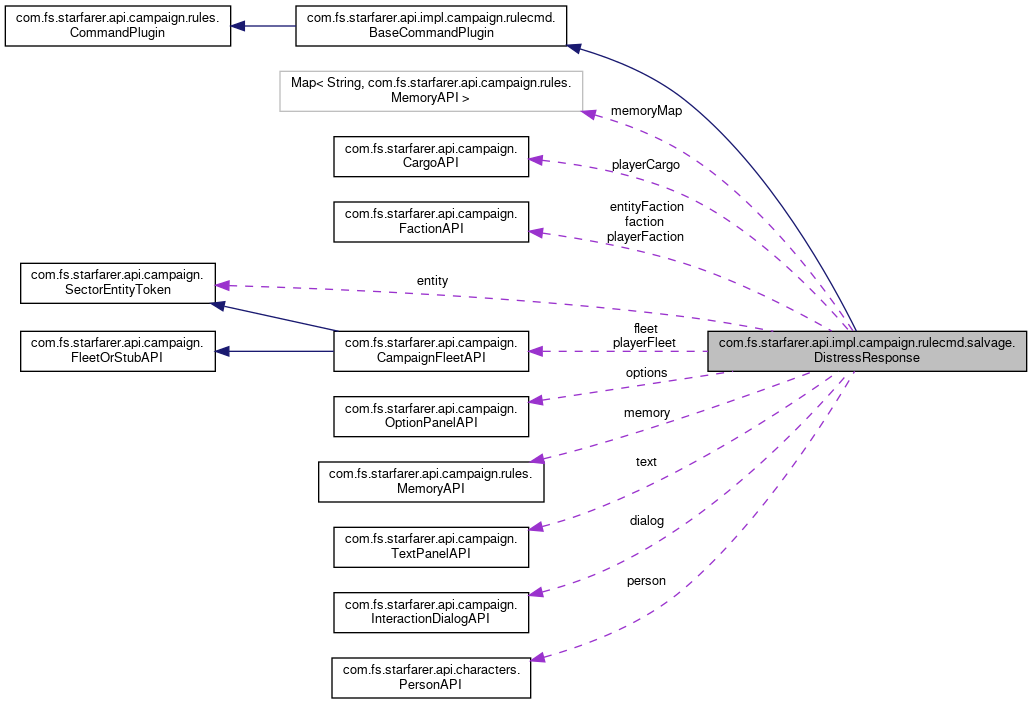 com.fs.starfarer.api.campaign.rules.
CommandPlugin
com.fs.starfarer.api.impl.campaign.rulecmd.
BaseCommandPlugin
Map< String, com.fs.starfarer.api.campaign.rules.
MemoryAPI >
memoryMap
com.fs.starfarer.api.campaign.
CargoAPI
playerCargo
com.fs.starfarer.api.campaign.
FactionAPI
entityFaction
faction
playerFaction
com.fs.starfarer.api.campaign.
SectorEntityToken
entity
com.fs.starfarer.api.campaign.
FleetOrStubAPI
com.fs.starfarer.api.campaign.
CampaignFleetAPI
fleet
playerFleet
com.fs.starfarer.api.impl.campaign.rulecmd.salvage.
DistressResponse
com.fs.starfarer.api.campaign.
OptionPanelAPI
options
com.fs.starfarer.api.campaign.rules.
MemoryAPI
memory
com.fs.starfarer.api.campaign.
TextPanelAPI
text
com.fs.starfarer.api.campaign.
InteractionDialogAPI
dialog
com.fs.starfarer.api.characters.
PersonAPI
person